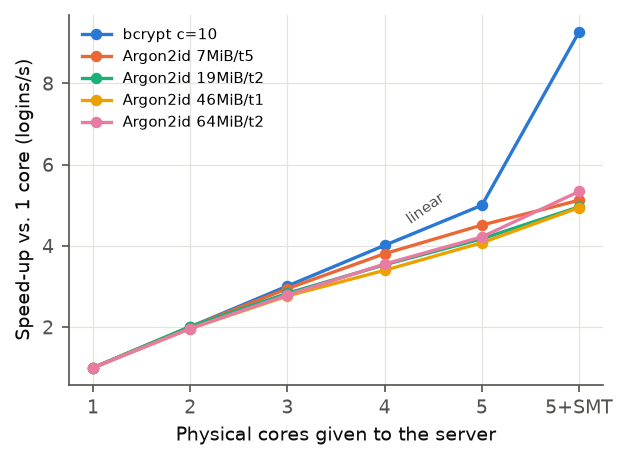 bcrypt c=10
Argon2id 7MiB/t5
Argon2id 19MiB/t2
Argon2id 46MiB/t1
Argon2id 64MiB/t2
Speed-up vs. 1 core (logins/s)
8
6
4
2
linear
1 2 3 4 5 5+SMT
Physical cores given to the server